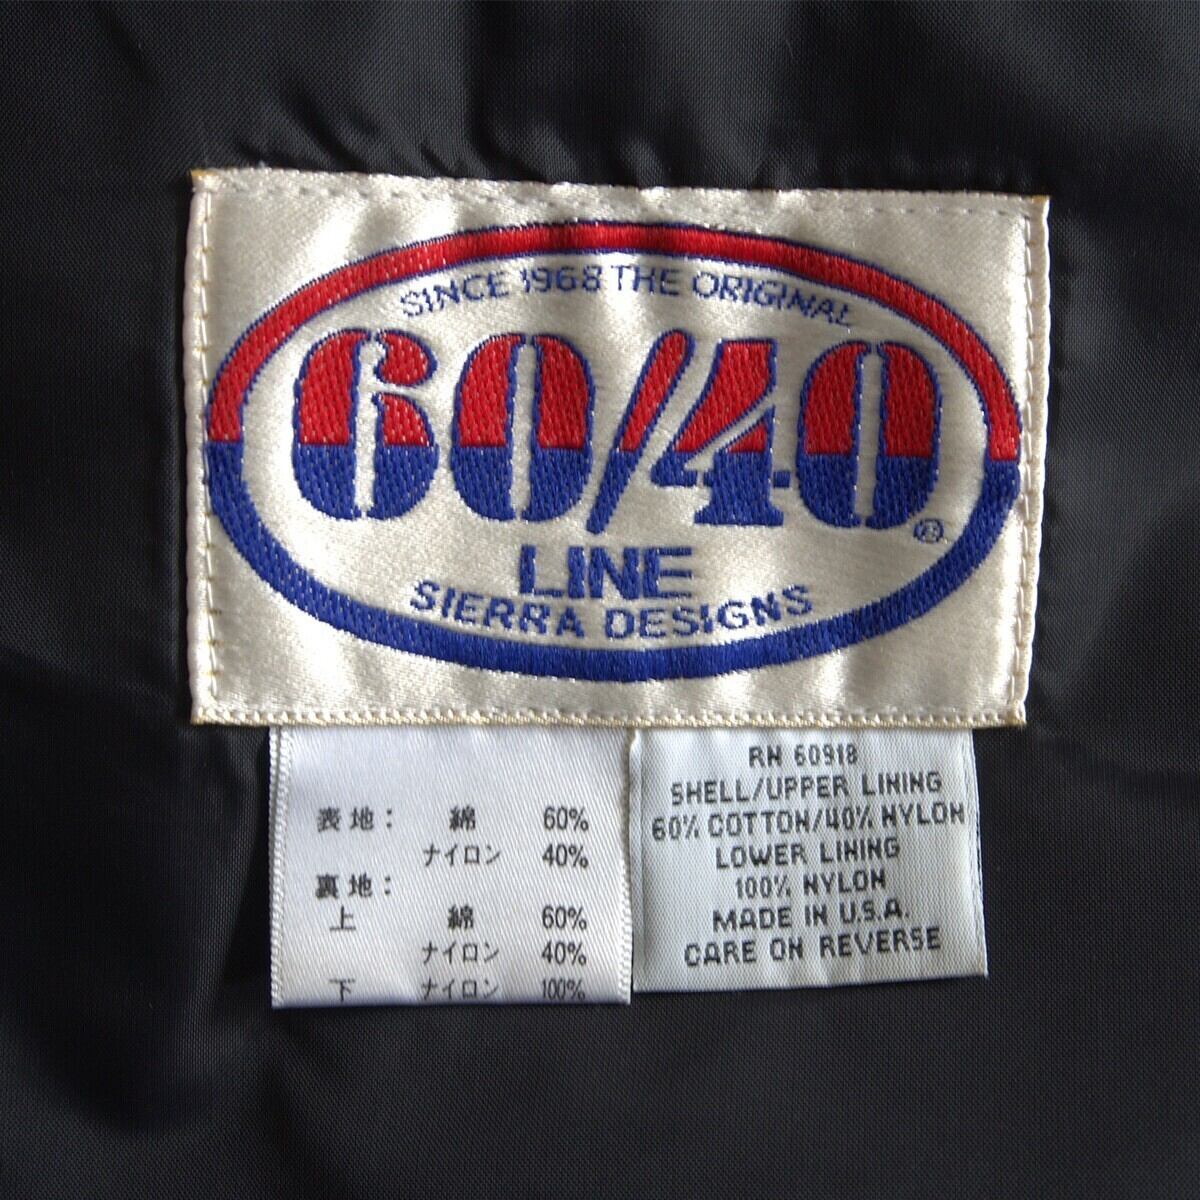 SINCE 1968 THE ORIGINAL
60/40®
LINE
SIERRA DESIGNS
表地： 綿 60%
ナイロン 40%
裏地：
上 綿 60%
ナイロン 40%
下 ナイロン 100%
RN 60918
SHELL/UPPER LINING
60% COTTON/40% NYLON
LOWER LINING
100% NYLON
MADE IN U.S.A.
CARE ON REVERSE